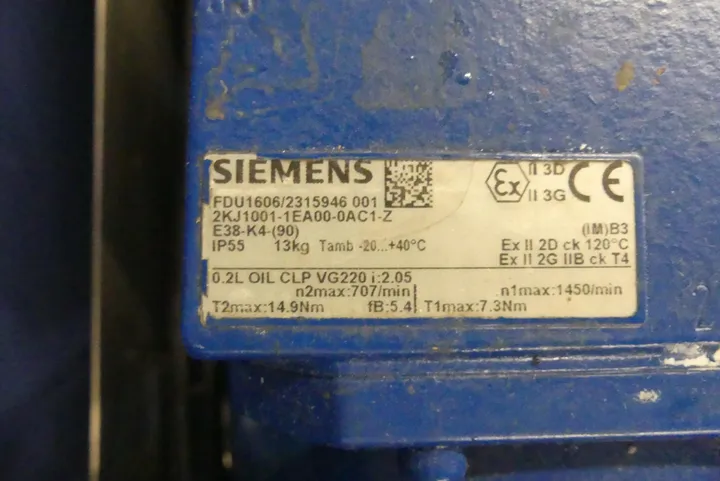 SIEMENS
FDU1606/2315946 001
2KJ1001-1EA00-0AC1-Z
E38-K4-(90)
IP55 13kg Tamb -20...+40°C
Ex II 3D
II 3G
CE
(IM)B3
Ex II 2D ck 120°C
Ex II 2G IIB ck T4
0.2L OIL CLP VG220 i:2.05
n2max:707/min n1max:1450/min
T2max:14.9Nm fB:5.4 T1max:7.3Nm